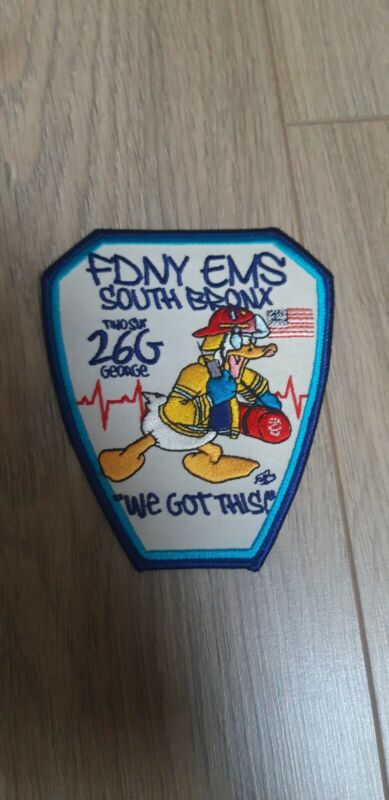 FDNY EMS
SOUTH BRONX
TWO SIX
26G
GEORGE
"WE GOT THIS!"